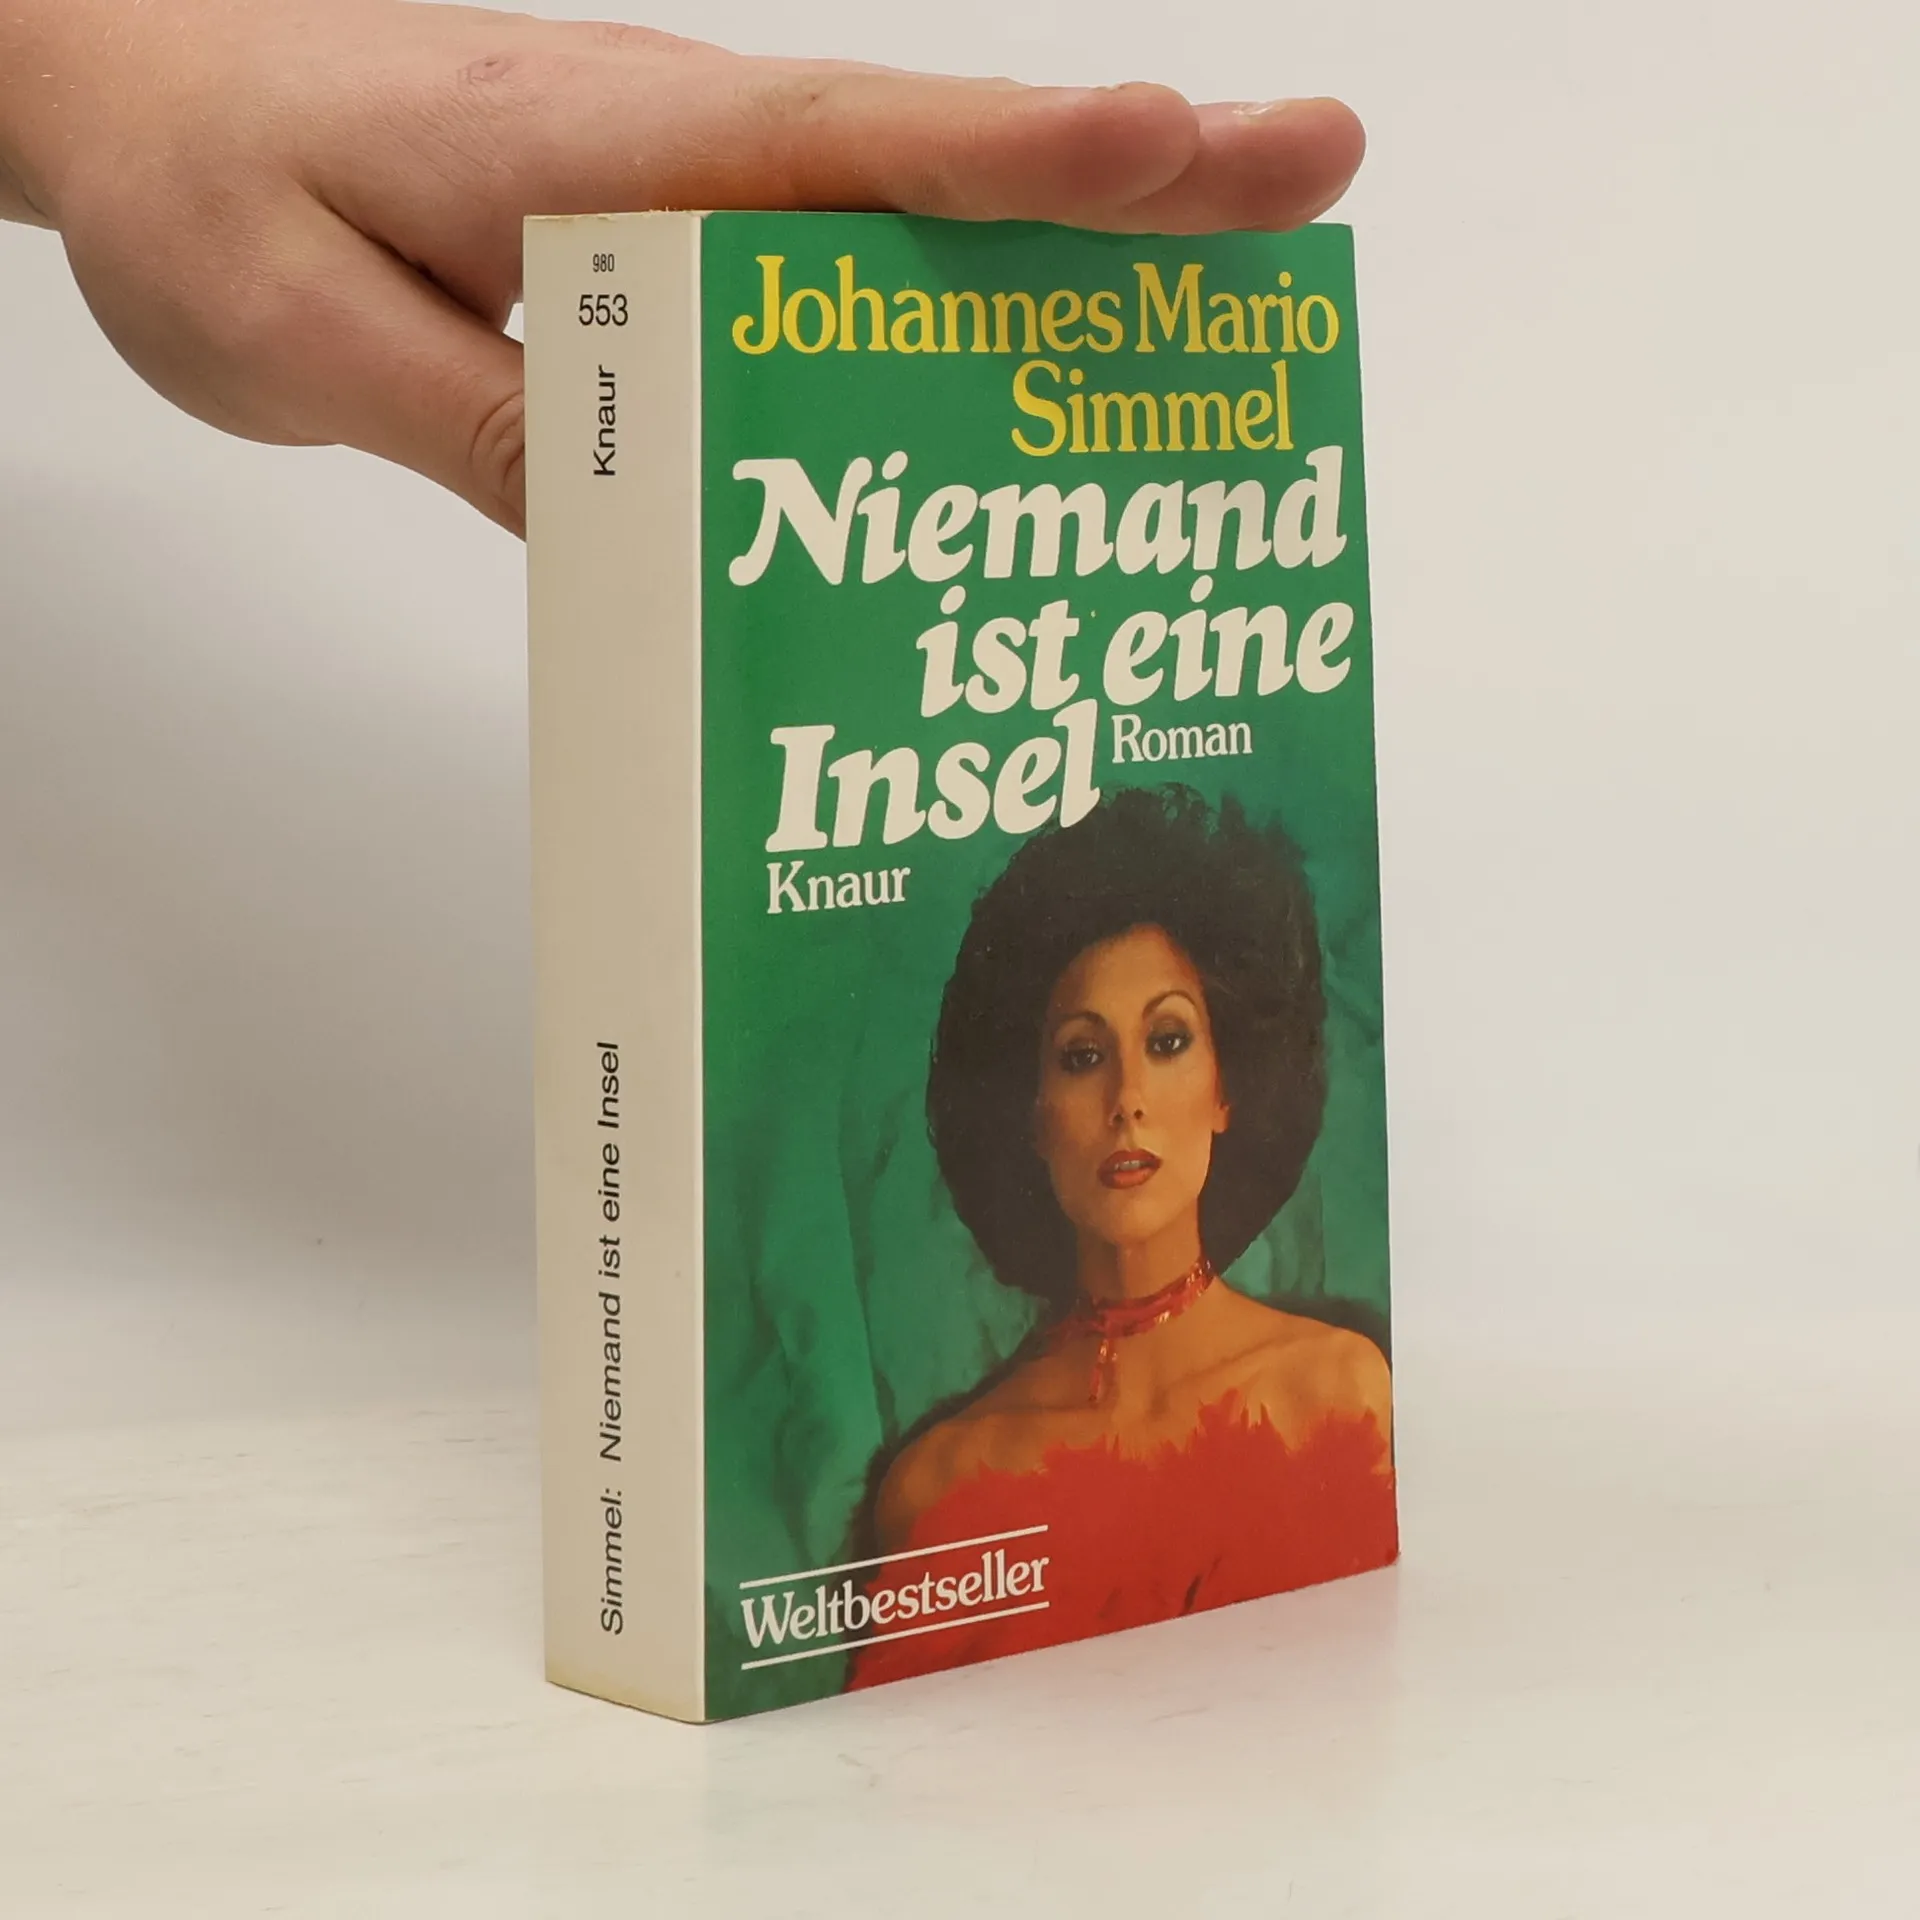 980
553
Knaur
Simmel: Niemand ist eine Insel
Johannes Mario
Simmel
Niemand
ist eine
Insel
Roman
Knaur
Weltbestseller